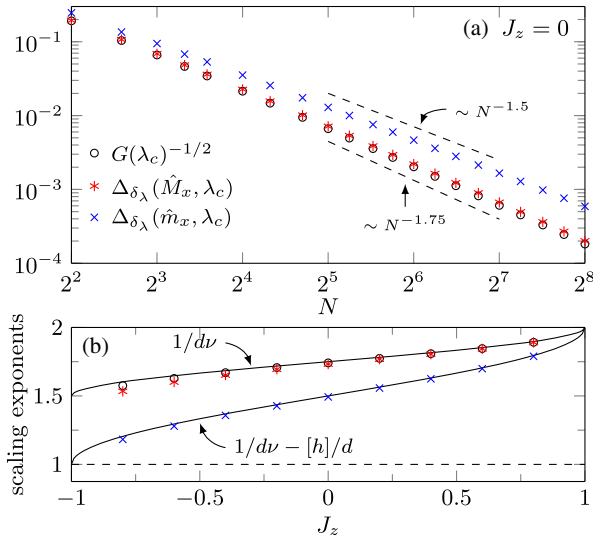 (a) J_z = 0
10^{-1}
10^{-2}
10^{-3}
10^{-4}
∼ N^{-1.5}
G(λ_c)^{-1/2}
Δ_{δ_λ}(M̂_x, λ_c)
Δ_{δ_λ}(m̂_x, λ_c)
∼ N^{-1.75}
2^2 2^3 2^4 2^5 2^6 2^7 2^8
N
(b)
scaling exponents
2
1.5
1
1/dν
1/dν − [h]/d
−1 −0.5 0 0.5 1
J_z